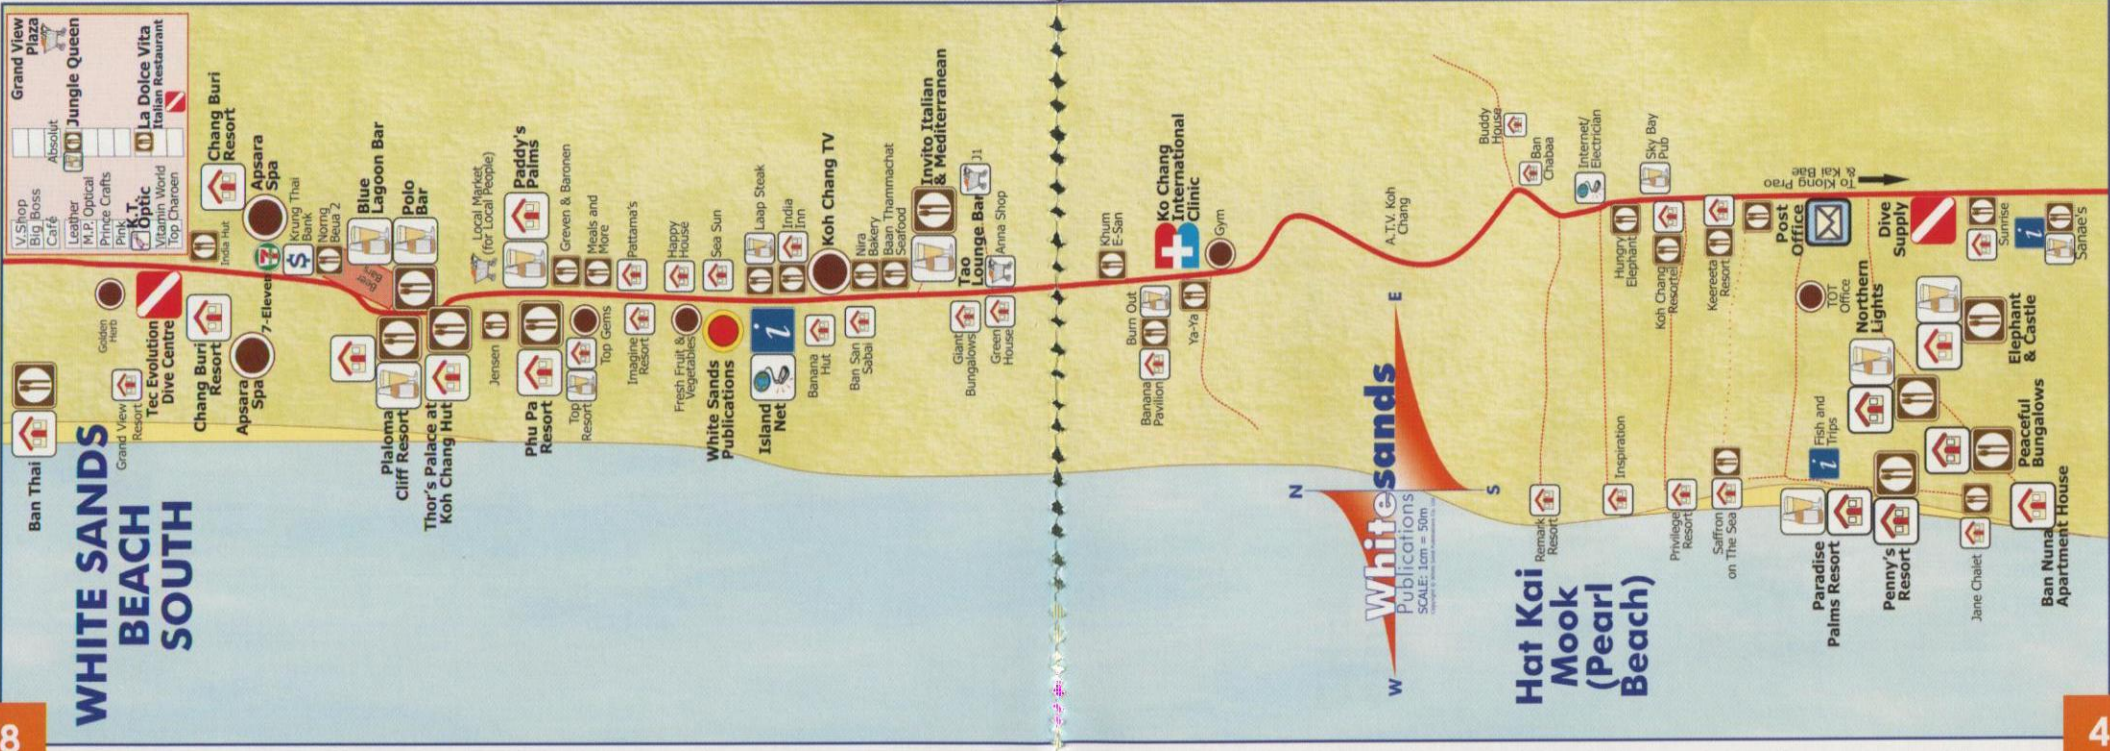 Grand View
Plaza
V.Shop
Big Boss
Café
Absolut
Leather
Jungle Queen
M.P. Optical
Prince Crafts
Pink
K.T.
Optic
La Dolce Vita
Italian Restaurant
Vitamin World
Top Charoen
Chang Buri
Resort
India Hut
Apsara
Spa
7-Eleven
Krung Thai
Bank
Nong
Beua 2
Beer
Bars
Blue
Lagoon Bar
Polo
Bar
Local Market
(for Local People)
Paddy's
Palms
Greven & Baronen
Meals and
More
Pattama's
Happy
House
Sea Sun
Laap Steak
India
Inn
Koh Chang TV
Nira
Bakery
Baan Thammachat
Seafood
Invito Italian
& Mediterranean
Tao
Lounge Bar
J1
Anna Shop
Ban Thai
Golden
Herb
Grand View
Resort
Tec Evolution
Dive Centre
Chang Buri
Resort
Apsara
Spa
Plaloma
Cliff Resort
Thor's Palace at
Koh Chang Hut
Jensen
Phu Pa
Resort
Top
Resort
Top Gems
Imagine
Resort
Fresh Fruit &
Vegetables
White Sands
Publications
Island
Net
Banana
Hut
Ban San
Sabai
Giant
Bungalows
Green
House
WHITE SANDS
BEACH
SOUTH
8
Khum
E-San
Ko Chang
International
Clinic
Gym
Burn Out
Banana
Pavilion
Ya-Ya
A.T.V. Koh
Chang
Buddy
House
Ban
Chabaa
Internet/
Electrician
Sky Bay
Pub
Hungry
Elephant
Koh Chang
Resortel
Keereeta
Resort
To Klong Prao
& Kai Bae
Post
Office
TOT
Office
Dive
Supply
Sunrise
Sanae's
Northern
Lights
Elephant
& Castle
Peaceful
Bungalows
Fish and
Trips
Remark
Resort
Inspiration
Privilege
Resort
Saffron
on The Sea
Paradise
Palms Resort
Penny's
Resort
Jane Chalet
Ban Nuna
Apartment House
N
E
S
W
Whitesands
Publications
SCALE: 1cm = 50m
Hat Kai
Mook
(Pearl
Beach)
4